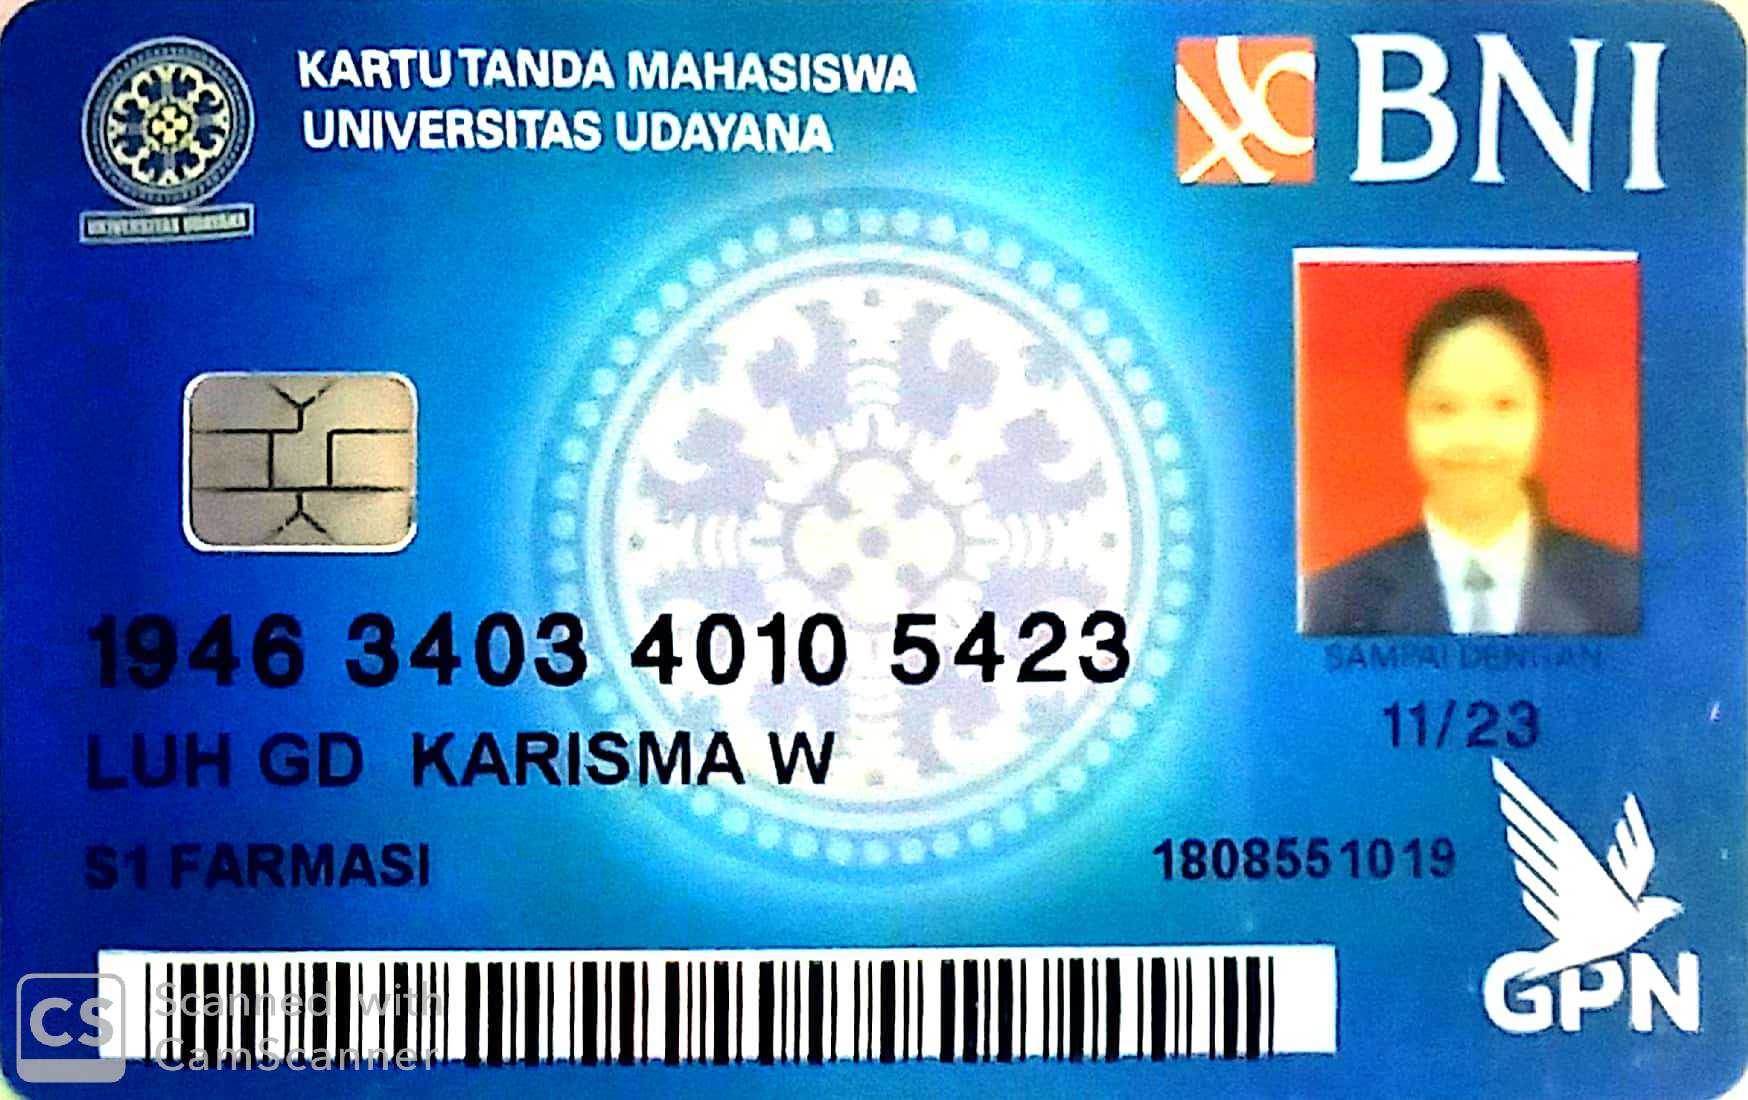 KARTU TANDA MAHASISWA
UNIVERSITAS UDAYANA
BNI
UNIVERSITAS UDAYANA
SAMPAI DENGAN
11/23
1946 3403 4010 5423
LUH GD KARISMA W
S1 FARMASI
1808551019
GPN
CS
Scanned with
CamScanner